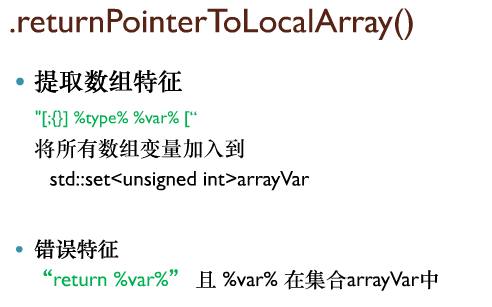 .returnPointerToLocalArray()
• 提取数组特征
"[;{}] %type% %var% [“
将所有数组变量加入到
std::set<unsigned int>arrayVar
• 错误特征
“return %var%” 且 %var% 在集合arrayVar中